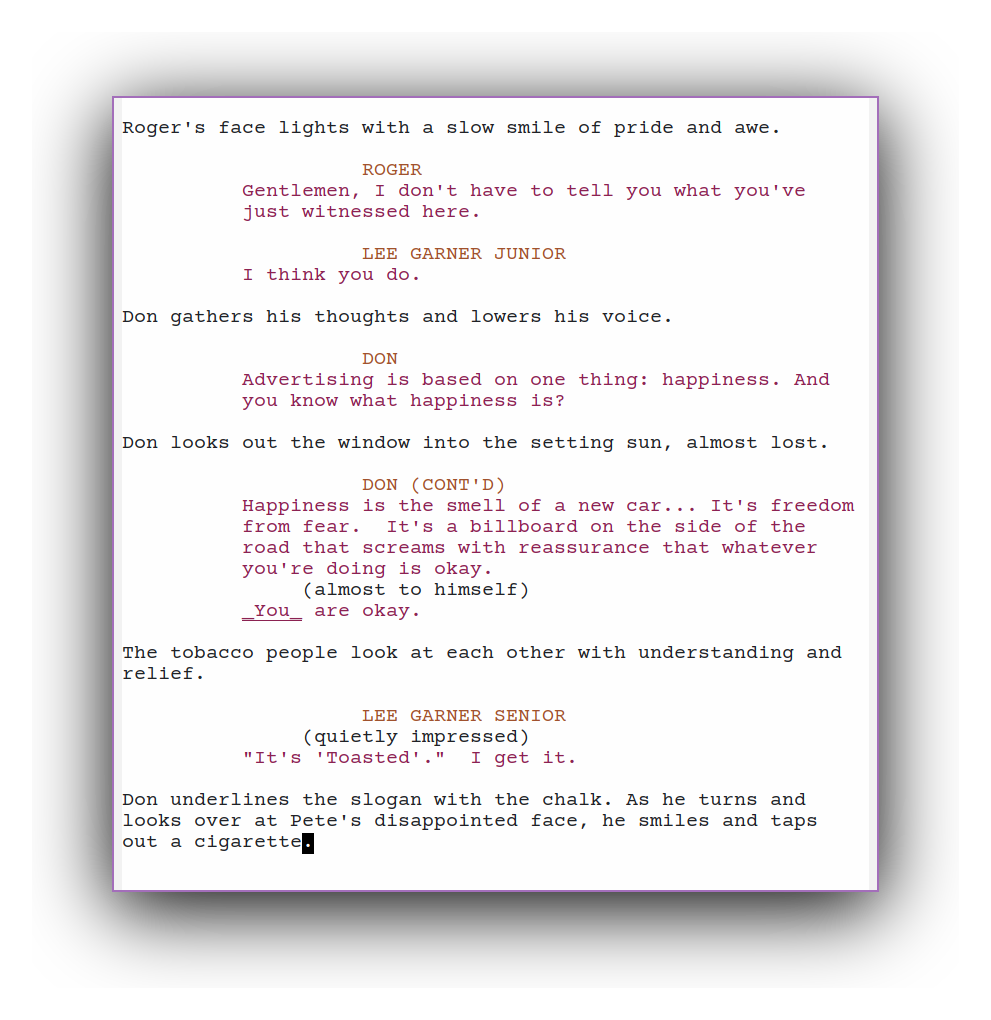 Roger's face lights with a slow smile of pride and awe.
ROGER
Gentlemen, I don't have to tell you what you've
just witnessed here.
LEE GARNER JUNIOR
I think you do.
Don gathers his thoughts and lowers his voice.
DON
Advertising is based on one thing: happiness. And
you know what happiness is?
Don looks out the window into the setting sun, almost lost.
DON (CONT'D)
Happiness is the smell of a new car... It's freedom
from fear.  It's a billboard on the side of the
road that screams with reassurance that whatever
you're doing is okay.
(almost to himself)
_You_ are okay.
The tobacco people look at each other with understanding and
relief.
LEE GARNER SENIOR
(quietly impressed)
"It's 'Toasted'."  I get it.
Don underlines the slogan with the chalk. As he turns and
looks over at Pete's disappointed face, he smiles and taps
out a cigarette.